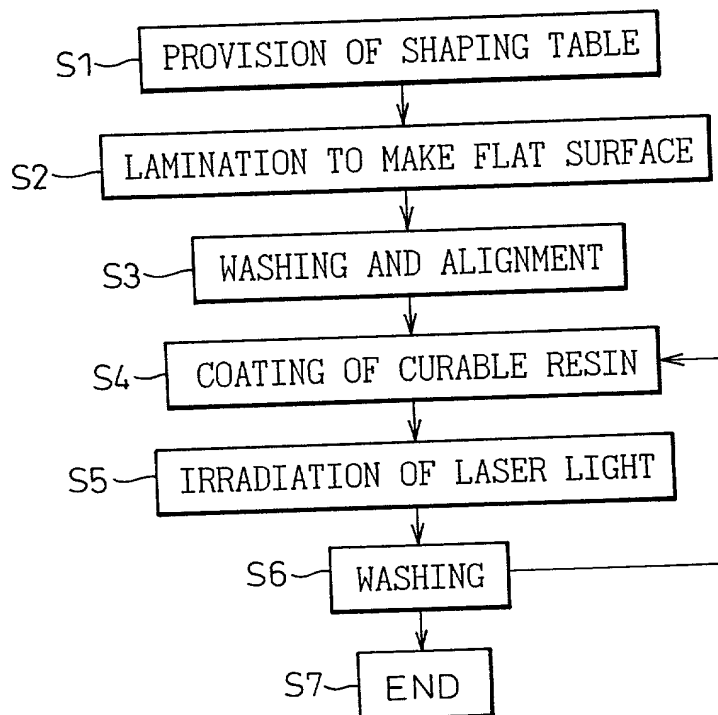 S1 PROVISION OF SHAPING TABLE
S2 LAMINATION TO MAKE FLAT SURFACE
S3 WASHING AND ALIGNMENT
S4 COATING OF CURABLE RESIN
S5 IRRADIATION OF LASER LIGHT
S6 WASHING
S7 END